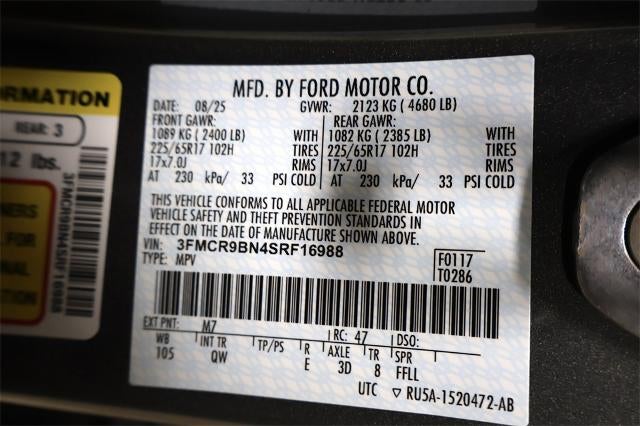 ORMATION
REAR: 3
12 lbs.
3FMCR9BN4SRF16988
NERS
FOR
ONAL
ON
MFD. BY FORD MOTOR CO.
DATE: 08/25 GVWR: 2123 KG ( 4680 LB)
FRONT GAWR: REAR GAWR:
1089 KG ( 2400 LB) WITH 1082 KG ( 2385 LB) WITH
225/65R17 102H TIRES 225/65R17 102H TIRES
17x7.0J RIMS 17x7.0J RIMS
AT 230 kPa/ 33 PSI COLD AT 230 kPa/ 33 PSI COLD
THIS VEHICLE CONFORMS TO ALL APPLICABLE FEDERAL MOTOR
VEHICLE SAFETY AND THEFT PREVENTION STANDARDS IN
EFFECT ON THE DATE OF MANUFACTURE SHOWN ABOVE.
VIN: 3FMCR9BN4SRF16988 F0117
TYPE: MPV T0286
EXT PNT: M7 RC: 47 DSO:
WB INT TR TP/PS R AXLE TR SPR
105 QW E 3D 8 FFLL
UTC ▽ RU5A-1520472-AB